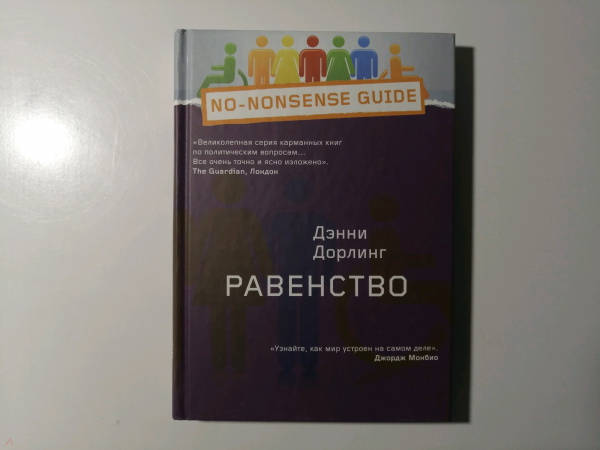 NO-NONSENSE GUIDE
«Великолепная серия карманных книг
по политическим вопросам...
Все очень точно и ясно изложено».
The Guardian, Лондон
Дэнни
Дорлинг
РАВЕНСТВО
«Узнайте, как мир устроен на самом деле».
Джордж Монбио